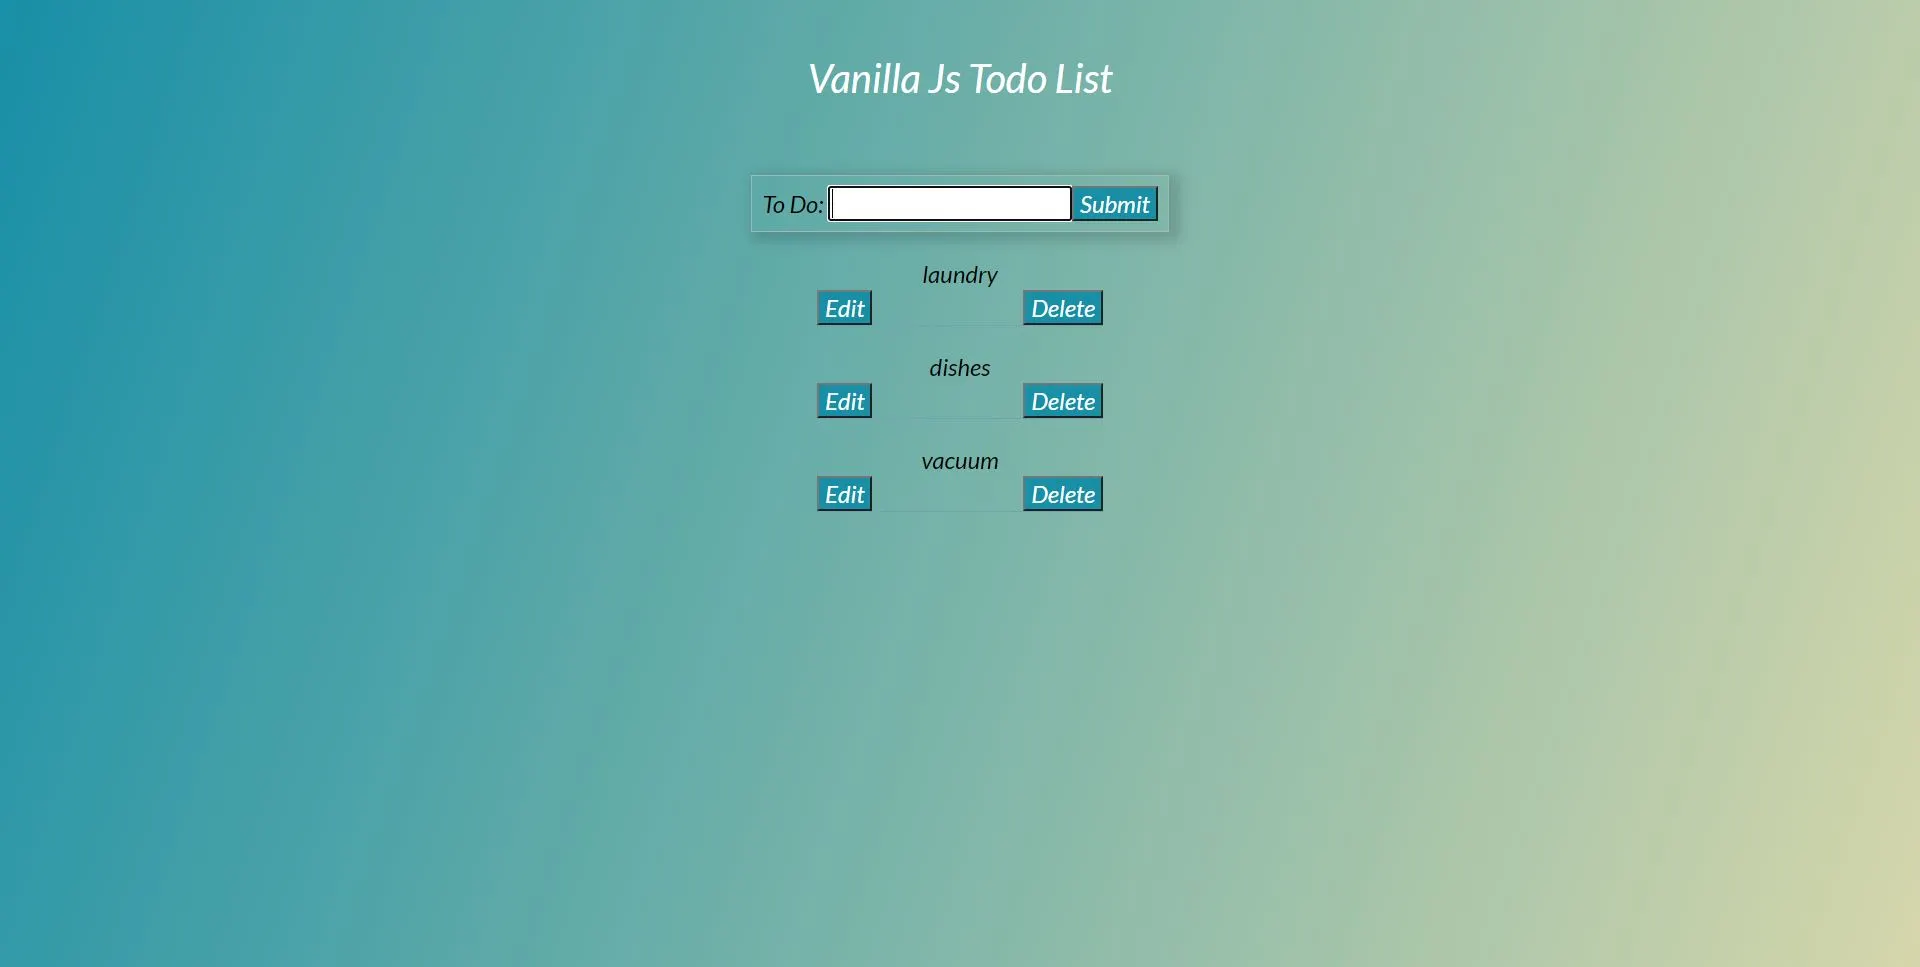 Vanilla Js Todo List
To Do: Submit
laundry
Edit Delete
dishes
Edit Delete
vacuum
Edit Delete